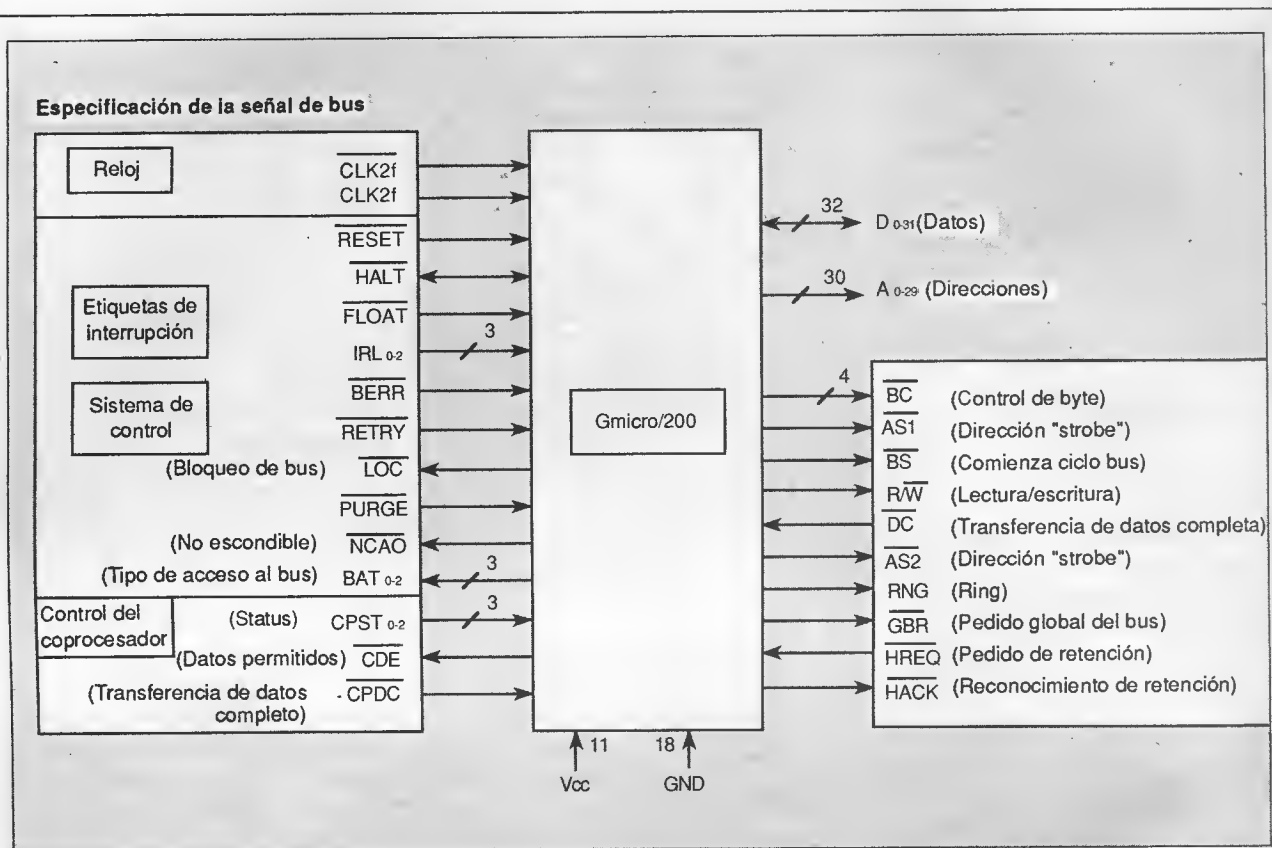 Especificación de la señal de bus
Reloj
CLK2f
CLK2f
RESET
HALT
Etiquetas de
interrupción
FLOAT
3
IRL 0-2
BERR
Sistema de
control
RETRY
(Bloqueo de bus) LOC
PURGE
(No escondible) NCAO
(Tipo de acceso al bus) BAT 0-2 3
Control del
coprocesador
(Status) CPST 0-2 3
(Datos permitidos) CDE
(Transferencia de datos
completo) CPDC
Gmicro/200
11
Vcc
18
GND
32
D 0-31 (Datos)
30
A 0-29 (Direcciones)
4
BC (Control de byte)
AS1 (Dirección "strobe")
BS (Comienza ciclo bus)
R/W (Lectura/escritura)
DC (Transferencia de datos completa)
AS2 (Dirección "strobe")
RNG (Ring)
GBR (Pedido global del bus)
HREQ (Pedido de retención)
HACK (Reconocimiento de retención)